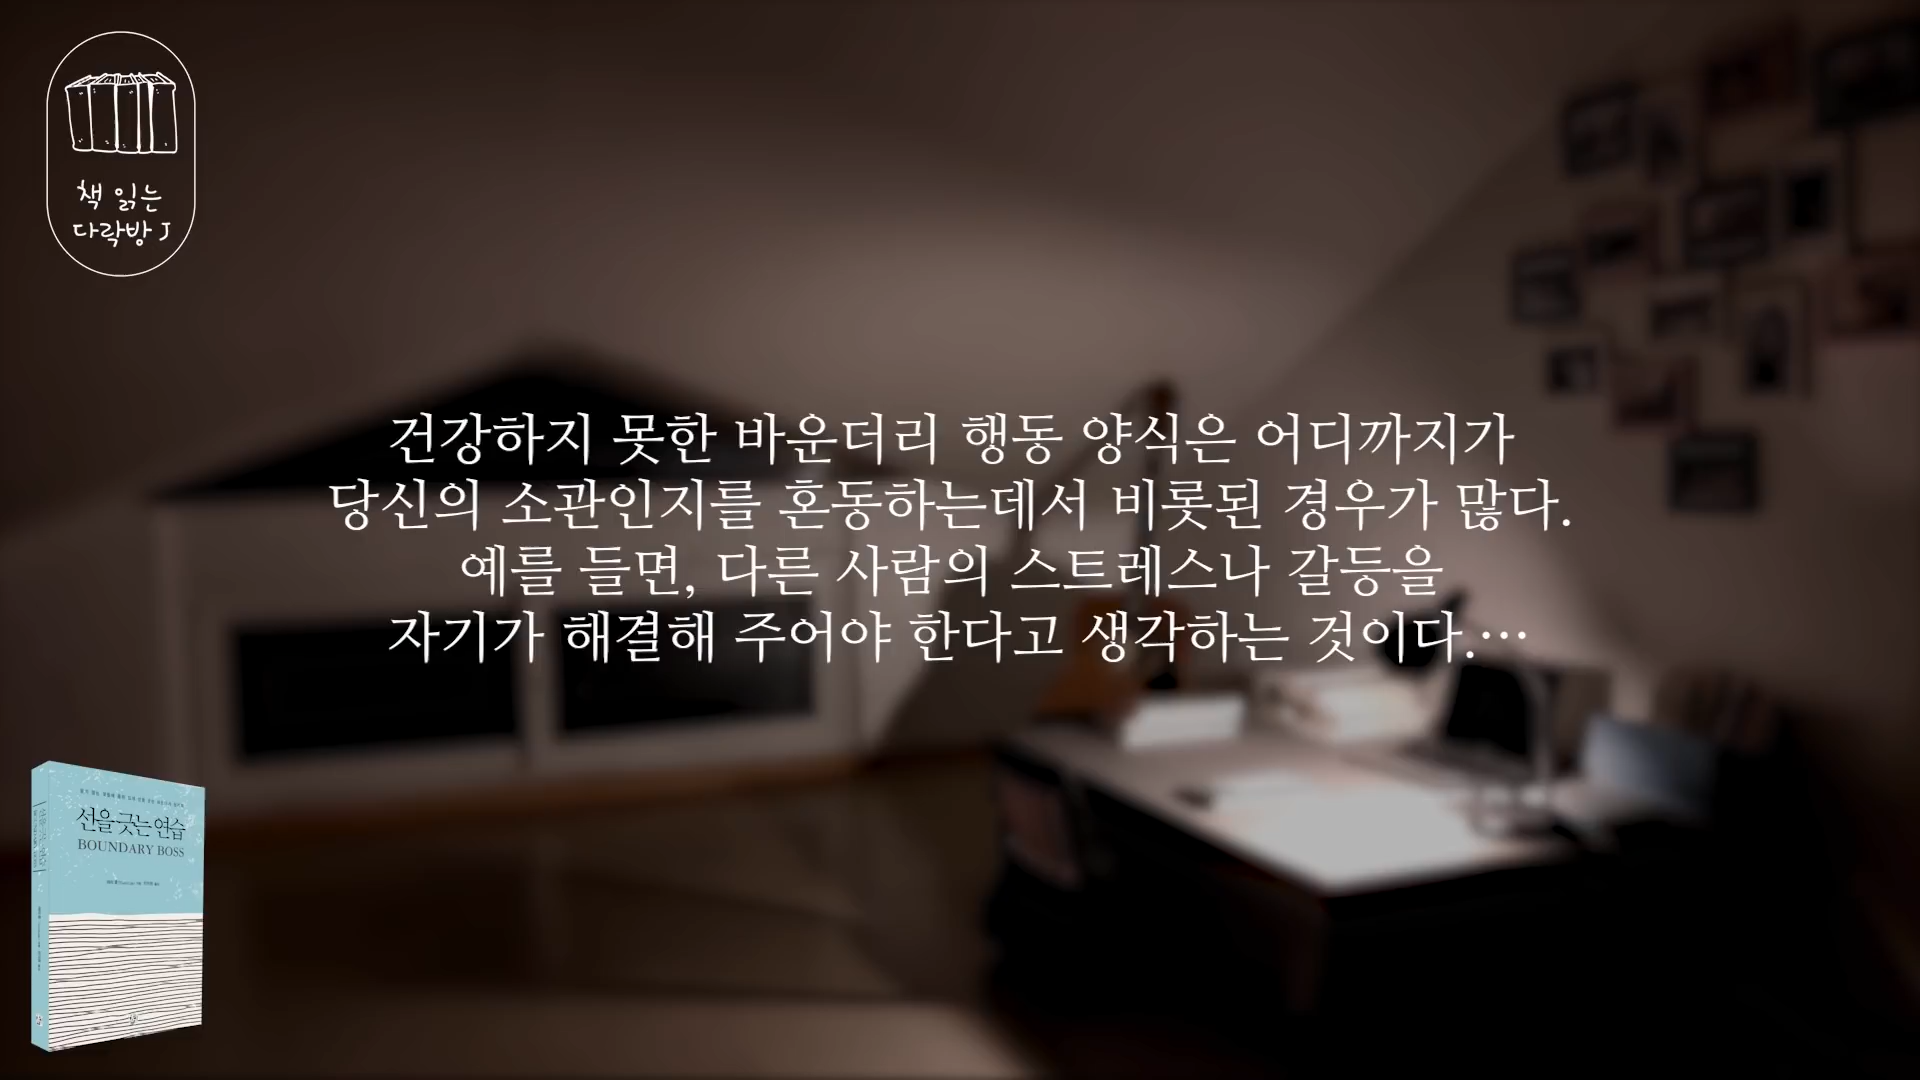 책 읽는
다락방 J
건강하지 못한 바운더리 행동 양식은 어디까지가
당신의 소관인지를 혼동하는데서 비롯된 경우가 많다.
예를 들면, 다른 사람의 스트레스나 갈등을
자기가 해결해 주어야 한다고 생각하는 것이다.…
선을 긋는 연습
BOUNDARY BOSS